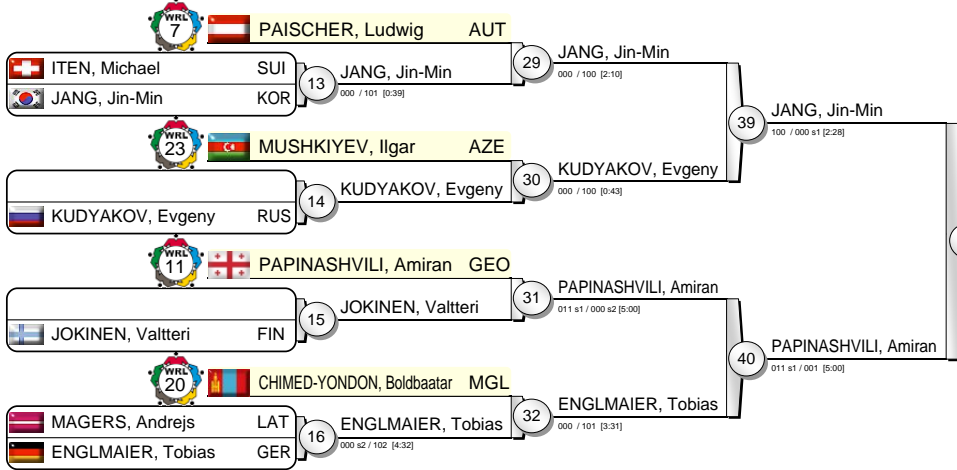 WRL
7
PAISCHER, Ludwig AUT
ITEN, Michael SUI
JANG, Jin-Min KOR
13
JANG, Jin-Min
000 / 101 [0:39]
29
JANG, Jin-Min
000 / 100 [2:10]
WRL
23
MUSHKIYEV, Ilgar AZE
KUDYAKOV, Evgeny RUS
14
KUDYAKOV, Evgeny
30
KUDYAKOV, Evgeny
000 / 100 [0:43]
39
JANG, Jin-Min
100 / 000 s1 [2:28]
WRL
11
PAPINASHVILI, Amiran GEO
JOKINEN, Valtteri FIN
15
JOKINEN, Valtteri
31
PAPINASHVILI, Amiran
011 s1 / 000 s2 [5:00]
WRL
20
CHIMED-YONDON, Boldbaatar MGL
MAGERS, Andrejs LAT
ENGLMAIER, Tobias GER
16
ENGLMAIER, Tobias
000 s2 / 102 [4:32]
32
ENGLMAIER, Tobias
000 / 101 [3:31]
40
PAPINASHVILI, Amiran
011 s1 / 001 [5:00]